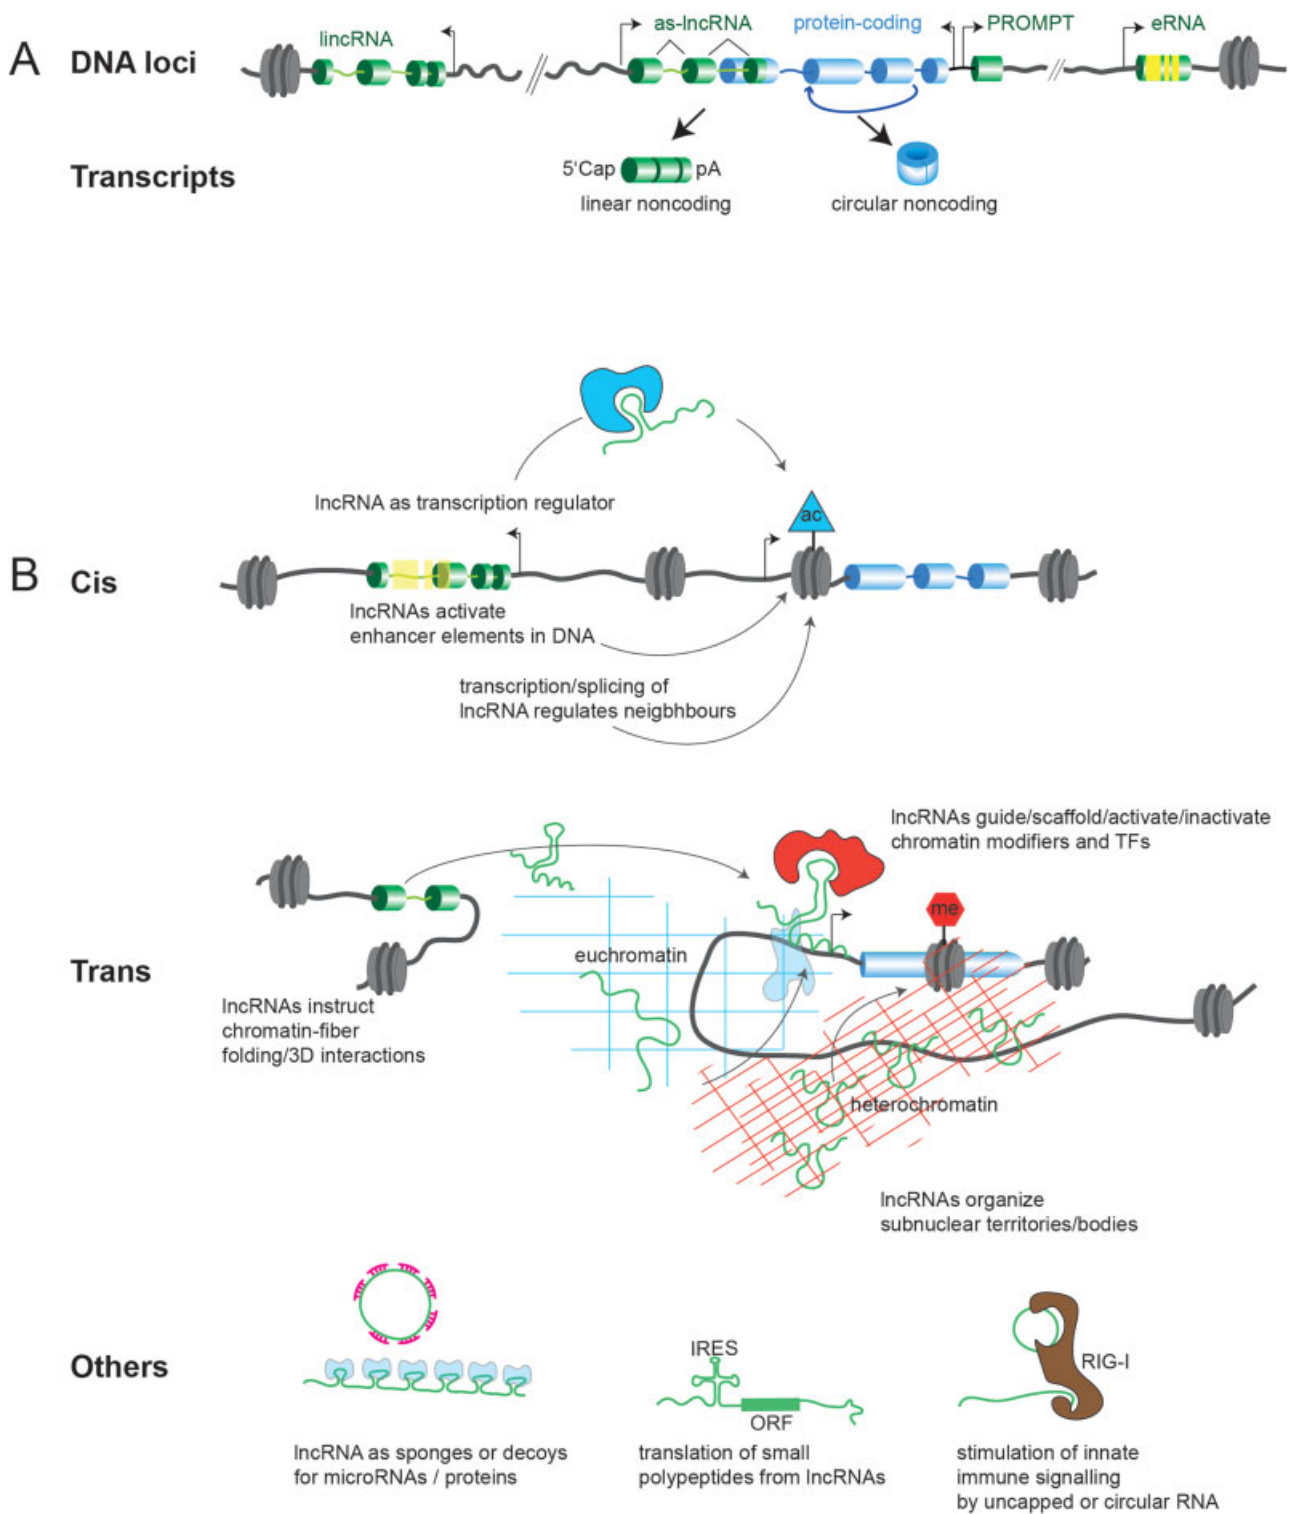 A
DNA loci
lincRNA
as-lncRNA
protein-coding
PROMPT
eRNA
Transcripts
5'Cap
pA
linear noncoding
circular noncoding
lncRNA as transcription regulator
ac
B
Cis
lncRNAs activate
enhancer elements in DNA
transcription/splicing of
lncRNA regulates neigbhbours
lncRNAs guide/scaffold/activate/inactivate
chromatin modifiers and TFs
me
Trans
euchromatin
lncRNAs instruct
chromatin-fiber
folding/3D interactions
heterochromatin
lncRNAs organize
subnuclear territories/bodies
Others
IRES
ORF
RIG-I
lncRNA as sponges or decoys
for microRNAs / proteins
translation of small
polypeptides from lncRNAs
stimulation of innate
immune signalling
by uncapped or circular RNA